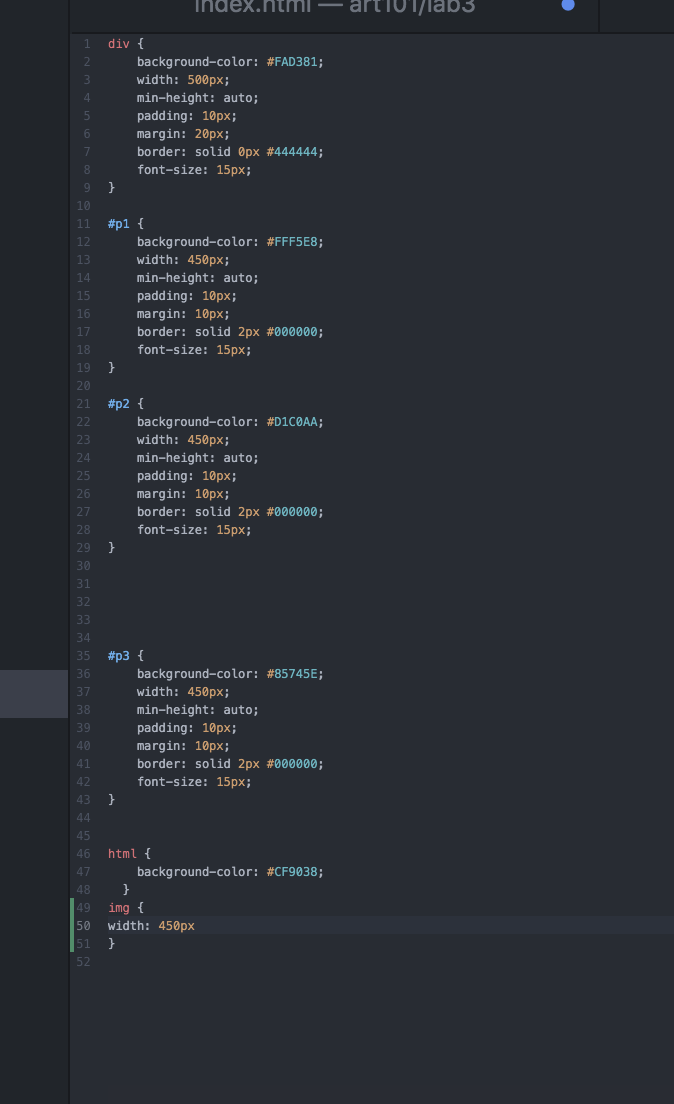 index.html — art101/lab3
1 div {
2 background-color: #FAD381;
3 width: 500px;
4 min-height: auto;
5 padding: 10px;
6 margin: 20px;
7 border: solid 0px #444444;
8 font-size: 15px;
9 }
10
11 #p1 {
12 background-color: #FFF5E8;
13 width: 450px;
14 min-height: auto;
15 padding: 10px;
16 margin: 10px;
17 border: solid 2px #000000;
18 font-size: 15px;
19 }
20
21 #p2 {
22 background-color: #D1C0AA;
23 width: 450px;
24 min-height: auto;
25 padding: 10px;
26 margin: 10px;
27 border: solid 2px #000000;
28 font-size: 15px;
29 }
30
31
32
33
34
35 #p3 {
36 background-color: #85745E;
37 width: 450px;
38 min-height: auto;
39 padding: 10px;
40 margin: 10px;
41 border: solid 2px #000000;
42 font-size: 15px;
43 }
44
45
46 html {
47 background-color: #CF9038;
48 }
49 img {
50 width: 450px
51 }
52